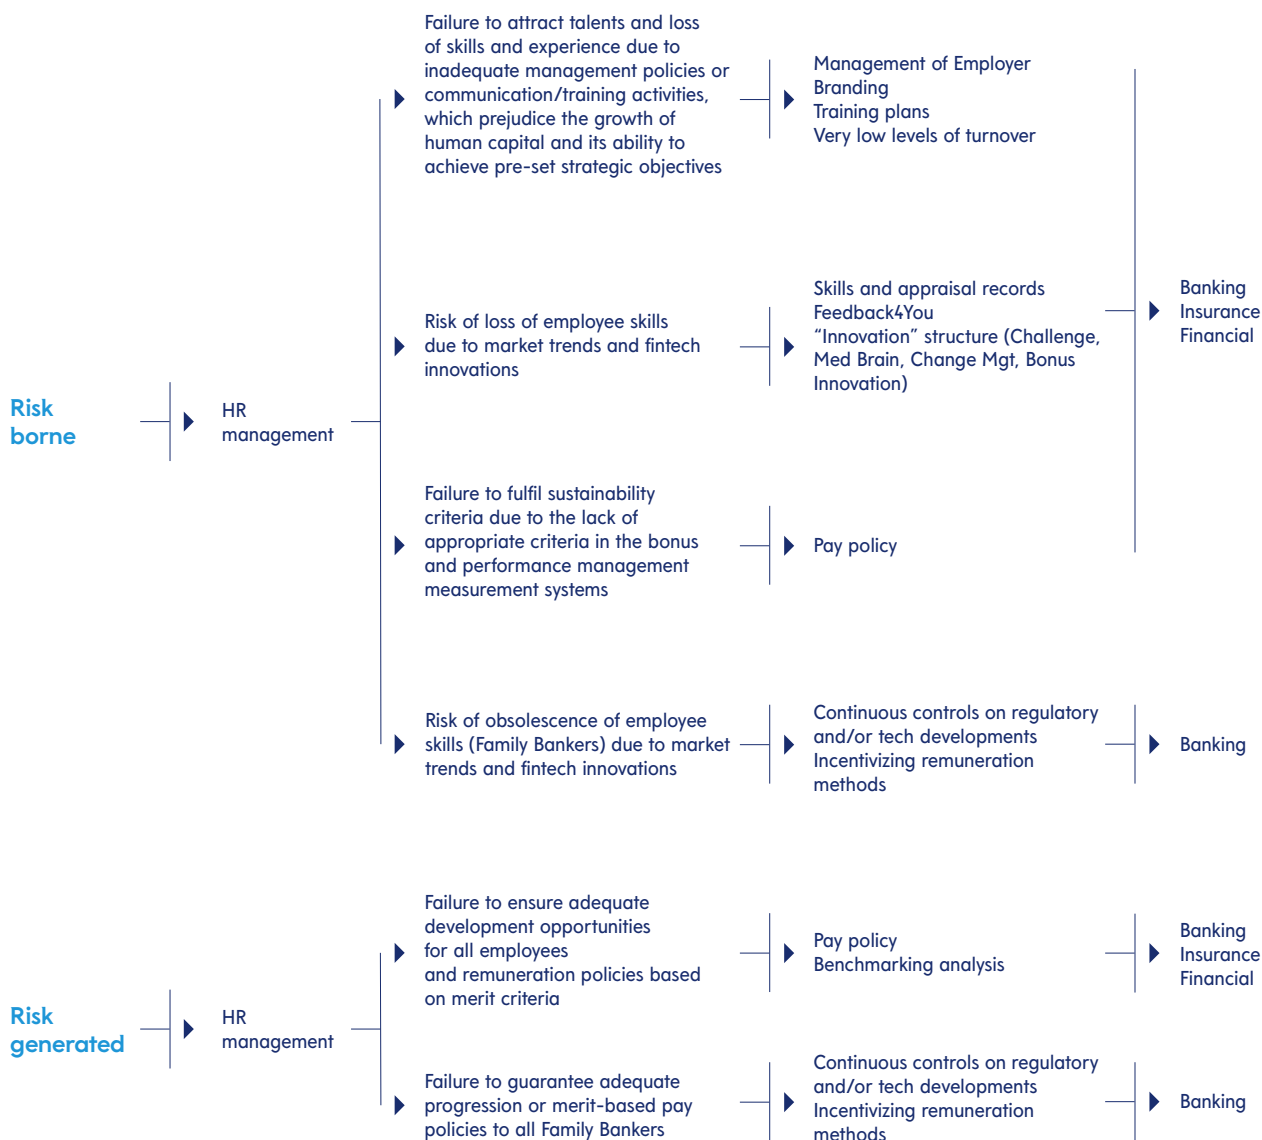 Risk
borne
HR
management
Failure to attract talents and loss
of skills and experience due to
inadequate management policies or
communication/training activities,
which prejudice the growth of
human capital and its ability to
achieve pre-set strategic objectives
Management of Employer
Branding
Training plans
Very low levels of turnover
Risk of loss of employee skills
due to market trends and fintech
innovations
Skills and appraisal records
Feedback4You
“Innovation” structure (Challenge,
Med Brain, Change Mgt, Bonus
Innovation)
Failure to fulfil sustainability
criteria due to the lack of
appropriate criteria in the bonus
and performance management
measurement systems
Pay policy
Banking
Insurance
Financial
Risk of obsolescence of employee
skills (Family Bankers) due to market
trends and fintech innovations
Continuous controls on regulatory
and/or tech developments
Incentivizing remuneration
methods
Banking
Risk
generated
HR
management
Failure to ensure adequate
development opportunities
for all employees
and remuneration policies based
on merit criteria
Pay policy
Benchmarking analysis
Banking
Insurance
Financial
Failure to guarantee adequate
progression or merit-based pay
policies to all Family Bankers
Continuous controls on regulatory
and/or tech developments
Incentivizing remuneration
methods
Banking